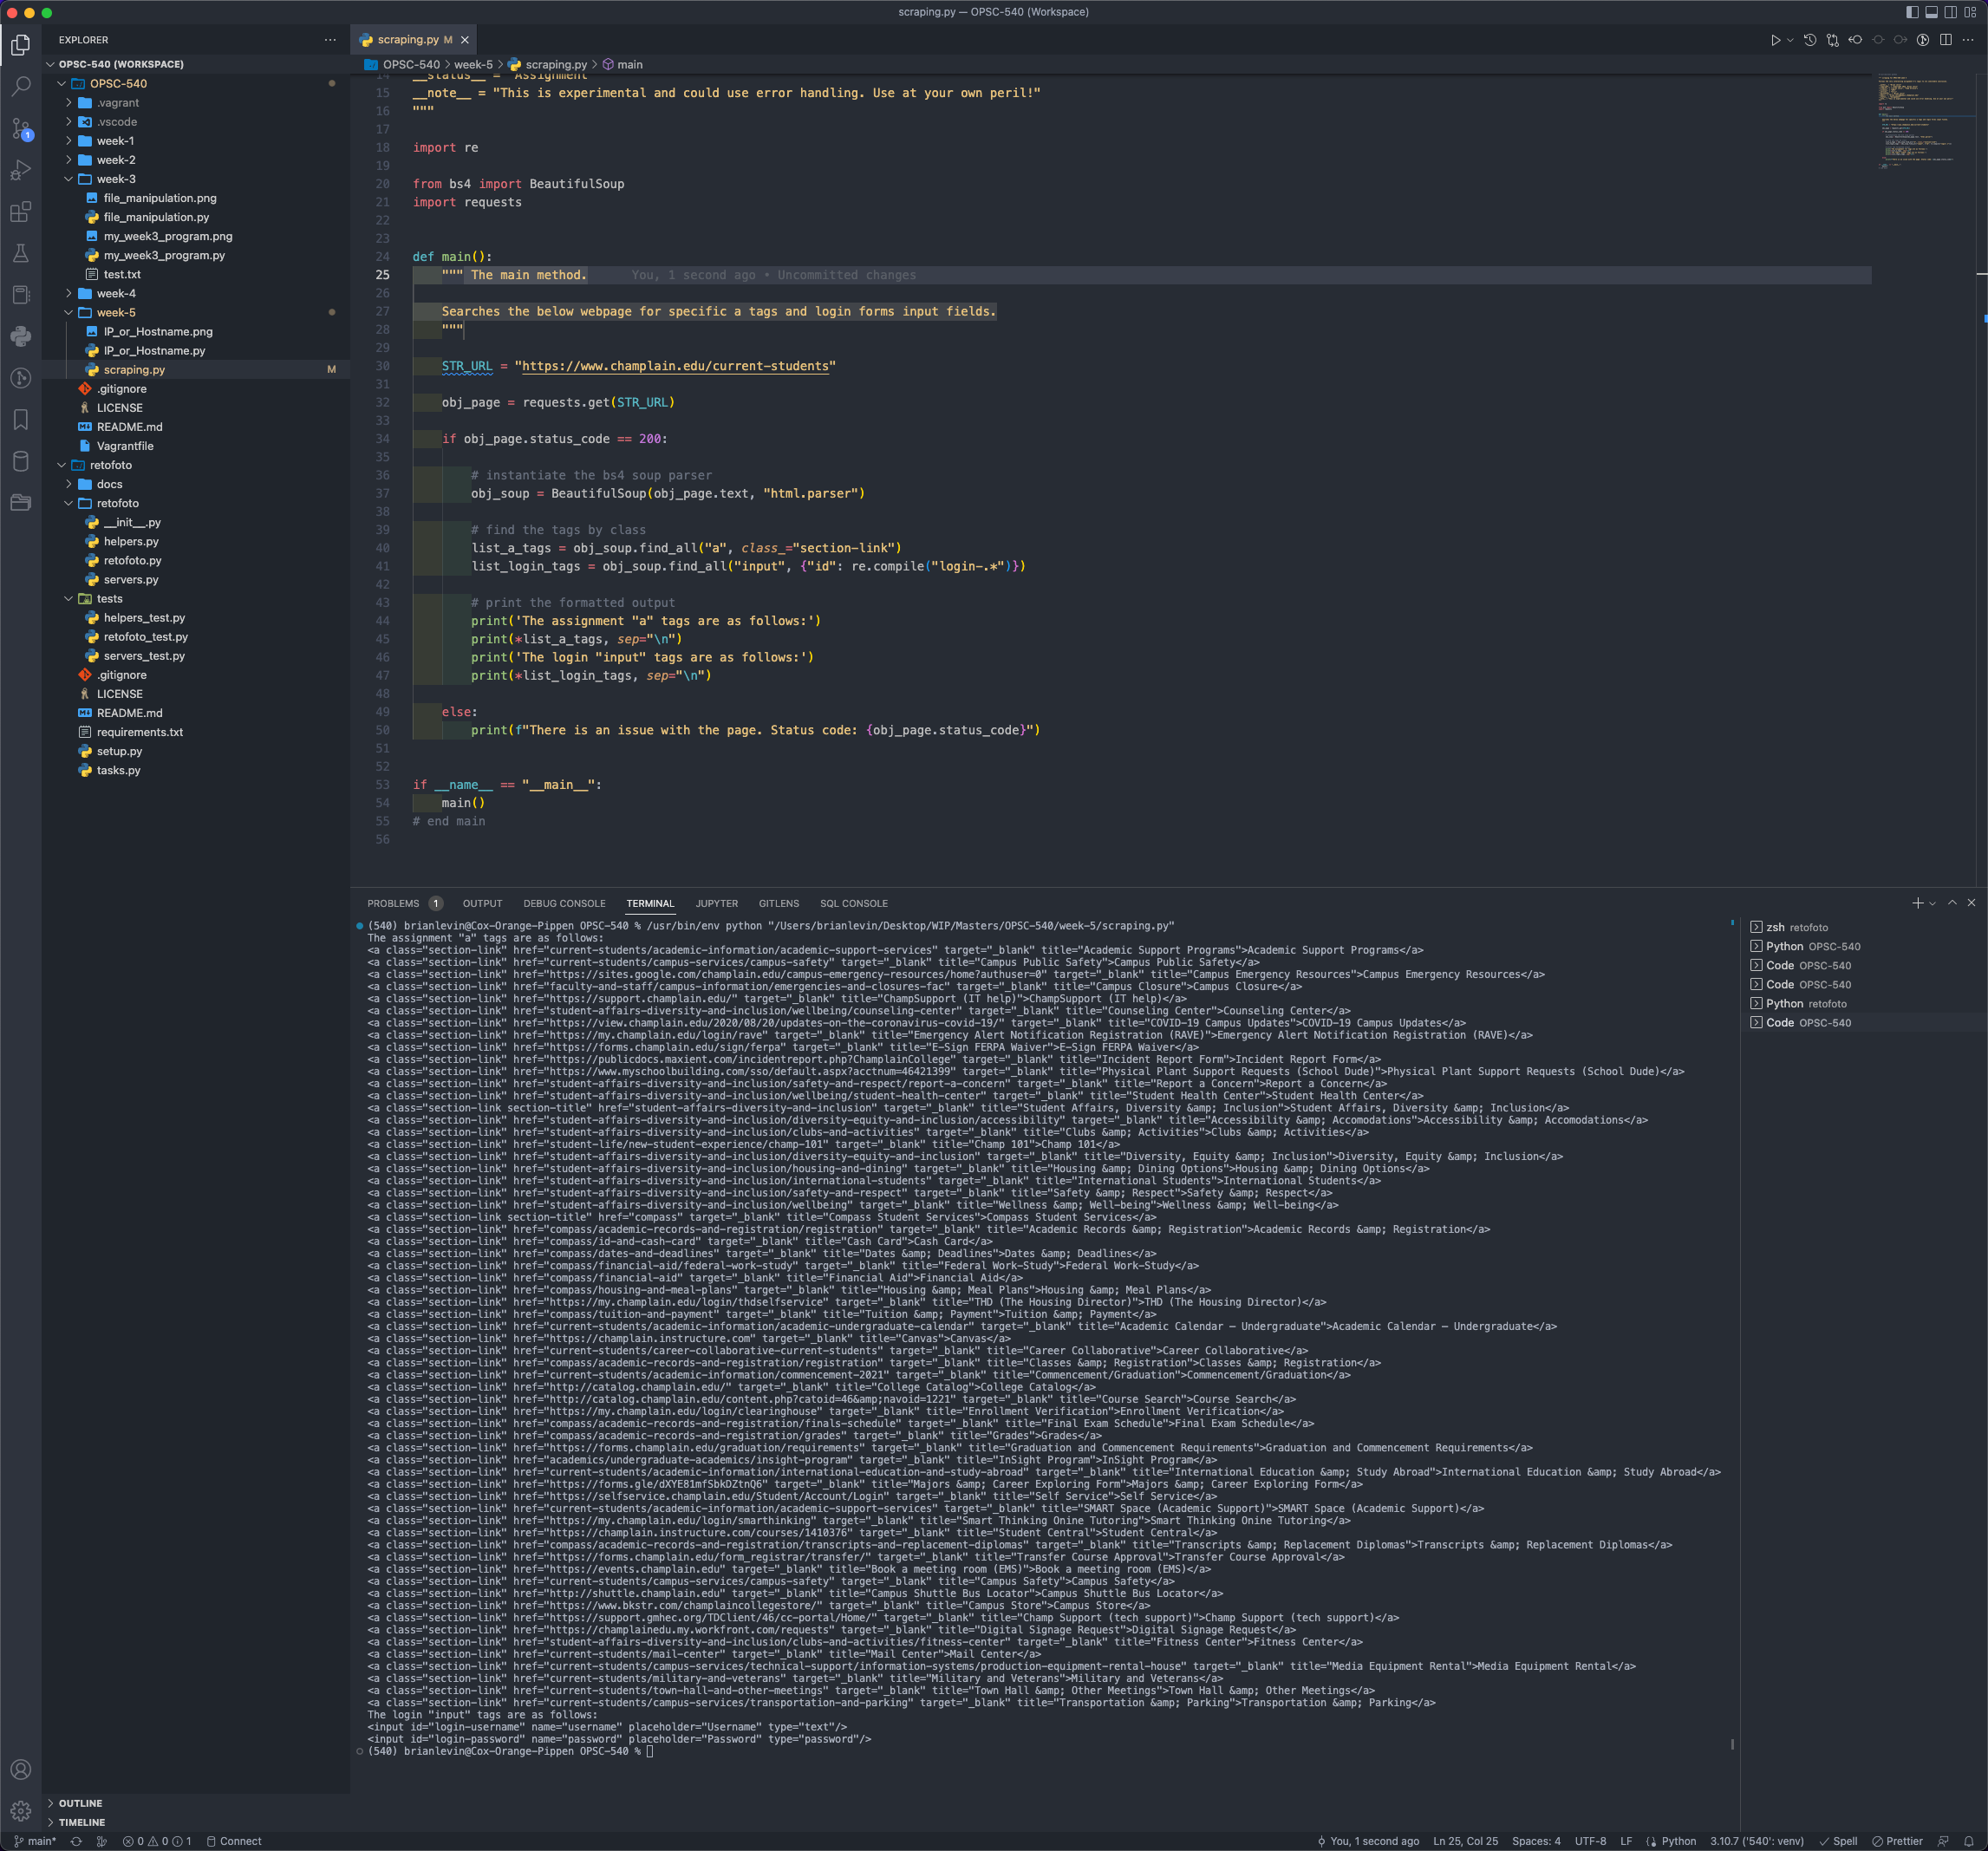 scraping.py — OPSC-540 (Workspace)
EXPLORER
OPSC-540 (WORKSPACE)
OPSC-540
.vagrant
.vscode
week-1
week-2
week-3
file_manipulation.png
file_manipulation.py
my_week3_program.png
my_week3_program.py
test.txt
week-4
week-5
IP_or_Hostname.png
IP_or_Hostname.py
scraping.py M
.gitignore
LICENSE
README.md
Vagrantfile
retofoto
docs
retofoto
__init__.py
helpers.py
retofoto.py
servers.py
tests
helpers_test.py
retofoto_test.py
servers_test.py
.gitignore
LICENSE
README.md
requirements.txt
setup.py
tasks.py
OUTLINE
TIMELINE
1
scraping.py M
OPSC-540 > week-5 > scraping.py > main
14 __status__ = "Assignment"
15 __note__ = "This is experimental and could use error handling. Use at your own peril!"
16 """
17
18 import re
19
20 from bs4 import BeautifulSoup
21 import requests
22
23
24 def main():
25 """ The main method. You, 1 second ago • Uncommitted changes
26
27 Searches the below webpage for specific a tags and login forms input fields.
28 """
29
30 STR_URL = "https://www.champlain.edu/current-students"
31
32 obj_page = requests.get(STR_URL)
33
34 if obj_page.status_code == 200:
35
36 # instantiate the bs4 soup parser
37 obj_soup = BeautifulSoup(obj_page.text, "html.parser")
38
39 # find the tags by class
40 list_a_tags = obj_soup.find_all("a", class_="section-link")
41 list_login_tags = obj_soup.find_all("input", {"id": re.compile("login-.*")})
42
43 # print the formatted output
44 print('The assignment "a" tags are as follows:')
45 print(*list_a_tags, sep="\n")
46 print('The login "input" tags are as follows:')
47 print(*list_login_tags, sep="\n")
48
49 else:
50 print(f"There is an issue with the page. Status code: {obj_page.status_code}")
51
52
53 if __name__ == "__main__":
54 main()
55 # end main
56
PROBLEMS 1 OUTPUT DEBUG CONSOLE TERMINAL JUPYTER GITLENS SQL CONSOLE
(540) brianlevin@Cox-Orange-Pippen OPSC-540 % /usr/bin/env python "/Users/brianlevin/Desktop/WIP/Masters/OPSC-540/week-5/scraping.py"
The assignment "a" tags are as follows:
<a class="section-link" href="current-students/academic-information/academic-support-services" target="_blank" title="Academic Support Programs">Academic Support Programs</a>
<a class="section-link" href="current-students/campus-services/campus-safety" target="_blank" title="Campus Public Safety">Campus Public Safety</a>
<a class="section-link" href="https://sites.google.com/champlain.edu/campus-emergency-resources/home?authuser=0" target="_blank" title="Campus Emergency Resources">Campus Emergency Resources</a>
<a class="section-link" href="faculty-and-staff/campus-information/emergencies-and-closures-fac" target="_blank" title="Campus Closure">Campus Closure</a>
<a class="section-link" href="https://support.champlain.edu/" target="_blank" title="ChampSupport (IT help)">ChampSupport (IT help)</a>
<a class="section-link" href="student-affairs-diversity-and-inclusion/wellbeing/counseling-center" target="_blank" title="Counseling Center">Counseling Center</a>
<a class="section-link" href="https://view.champlain.edu/2020/08/20/updates-on-the-coronavirus-covid-19/" target="_blank" title="COVID-19 Campus Updates">COVID-19 Campus Updates</a>
<a class="section-link" href="https://my.champlain.edu/login/rave" target="_blank" title="Emergency Alert Notification Registration (RAVE)">Emergency Alert Notification Registration (RAVE)</a>
<a class="section-link" href="https://forms.champlain.edu/sign/ferpa" target="_blank" title="E-Sign FERPA Waiver">E-Sign FERPA Waiver</a>
<a class="section-link" href="https://publicdocs.maxient.com/incidentreport.php?ChamplainCollege" target="_blank" title="Incident Report Form">Incident Report Form</a>
<a class="section-link" href="https://www.myschoolbuilding.com/sso/default.aspx?acctnum=46421399" target="_blank" title="Physical Plant Support Requests (School Dude)">Physical Plant Support Requests (School Dude)</a>
<a class="section-link" href="student-affairs-diversity-and-inclusion/safety-and-respect/report-a-concern" target="_blank" title="Report a Concern">Report a Concern</a>
<a class="section-link" href="student-affairs-diversity-and-inclusion/wellbeing/student-health-center" target="_blank" title="Student Health Center">Student Health Center</a>
<a class="section-link section-title" href="student-affairs-diversity-and-inclusion" target="_blank" title="Student Affairs, Diversity &amp; Inclusion">Student Affairs, Diversity &amp; Inclusion</a>
<a class="section-link" href="student-affairs-diversity-and-inclusion/diversity-equity-and-inclusion/accessibility" target="_blank" title="Accessibility &amp; Accomodations">Accessibility &amp; Accomodations</a>
<a class="section-link" href="student-affairs-diversity-and-inclusion/clubs-and-activities" target="_blank" title="Clubs &amp; Activities">Clubs &amp; Activities</a>
<a class="section-link" href="student-life/new-student-experience/champ-101" target="_blank" title="Champ 101">Champ 101</a>
<a class="section-link" href="student-affairs-diversity-and-inclusion/diversity-equity-and-inclusion" target="_blank" title="Diversity, Equity &amp; Inclusion">Diversity, Equity &amp; Inclusion</a>
<a class="section-link" href="student-affairs-diversity-and-inclusion/housing-and-dining" target="_blank" title="Housing &amp; Dining Options">Housing &amp; Dining Options</a>
<a class="section-link" href="student-affairs-diversity-and-inclusion/international-students" target="_blank" title="International Students">International Students</a>
<a class="section-link" href="student-affairs-diversity-and-inclusion/safety-and-respect" target="_blank" title="Safety &amp; Respect">Safety &amp; Respect</a>
<a class="section-link" href="student-affairs-diversity-and-inclusion/wellbeing" target="_blank" title="Wellness &amp; Well-being">Wellness &amp; Well-being</a>
<a class="section-link section-title" href="compass" target="_blank" title="Compass Student Services">Compass Student Services</a>
<a class="section-link" href="compass/academic-records-and-registration/registration" target="_blank" title="Academic Records &amp; Registration">Academic Records &amp; Registration</a>
<a class="section-link" href="compass/id-and-cash-card" target="_blank" title="Cash Card">Cash Card</a>
<a class="section-link" href="compass/dates-and-deadlines" target="_blank" title="Dates &amp; Deadlines">Dates &amp; Deadlines</a>
<a class="section-link" href="compass/financial-aid/federal-work-study" target="_blank" title="Federal Work-Study">Federal Work-Study</a>
<a class="section-link" href="compass/financial-aid" target="_blank" title="Financial Aid">Financial Aid</a>
<a class="section-link" href="compass/housing-and-meal-plans" target="_blank" title="Housing &amp; Meal Plans">Housing &amp; Meal Plans</a>
<a class="section-link" href="https://my.champlain.edu/login/thdselfservice" target="_blank" title="THD (The Housing Director)">THD (The Housing Director)</a>
<a class="section-link" href="compass/tuition-and-payment" target="_blank" title="Tuition &amp; Payment">Tuition &amp; Payment</a>
<a class="section-link" href="current-students/academic-information/academic-undergraduate-calendar" target="_blank" title="Academic Calendar – Undergraduate">Academic Calendar – Undergraduate</a>
<a class="section-link" href="https://champlain.instructure.com" target="_blank" title="Canvas">Canvas</a>
<a class="section-link" href="current-students/career-collaborative-current-students" target="_blank" title="Career Collaborative">Career Collaborative</a>
<a class="section-link" href="compass/academic-records-and-registration/registration" target="_blank" title="Classes &amp; Registration">Classes &amp; Registration</a>
<a class="section-link" href="current-students/academic-information/commencement-2021" target="_blank" title="Commencement/Graduation">Commencement/Graduation</a>
<a class="section-link" href="http://catalog.champlain.edu/" target="_blank" title="College Catalog">College Catalog</a>
<a class="section-link" href="http://catalog.champlain.edu/content.php?catoid=46&amp;navoid=1221" target="_blank" title="Course Search">Course Search</a>
<a class="section-link" href="https://my.champlain.edu/login/clearinghouse" target="_blank" title="Enrollment Verification">Enrollment Verification</a>
<a class="section-link" href="compass/academic-records-and-registration/finals-schedule" target="_blank" title="Final Exam Schedule">Final Exam Schedule</a>
<a class="section-link" href="compass/academic-records-and-registration/grades" target="_blank" title="Grades">Grades</a>
<a class="section-link" href="https://forms.champlain.edu/graduation/requirements" target="_blank" title="Graduation and Commencement Requirements">Graduation and Commencement Requirements</a>
<a class="section-link" href="academics/undergraduate-academics/insight-program" target="_blank" title="InSight Program">InSight Program</a>
<a class="section-link" href="current-students/academic-information/international-education-and-study-abroad" target="_blank" title="International Education &amp; Study Abroad">International Education &amp; Study Abroad</a>
<a class="section-link" href="https://forms.gle/dXYE81mfSbkDZtnQ6" target="_blank" title="Majors &amp; Career Exploring Form">Majors &amp; Career Exploring Form</a>
<a class="section-link" href="https://selfservice.champlain.edu/Student/Account/Login" target="_blank" title="Self Service">Self Service</a>
<a class="section-link" href="current-students/academic-information/academic-support-services" target="_blank" title="SMART Space (Academic Support)">SMART Space (Academic Support)</a>
<a class="section-link" href="https://my.champlain.edu/login/smarthinking" target="_blank" title="Smart Thinking Onine Tutoring">Smart Thinking Onine Tutoring</a>
<a class="section-link" href="https://champlain.instructure.com/courses/1410376" target="_blank" title="Student Central">Student Central</a>
<a class="section-link" href="compass/academic-records-and-registration/transcripts-and-replacement-diplomas" target="_blank" title="Transcripts &amp; Replacement Diplomas">Transcripts &amp; Replacement Diplomas</a>
<a class="section-link" href="https://forms.champlain.edu/form_registrar/transfer/" target="_blank" title="Transfer Course Approval">Transfer Course Approval</a>
<a class="section-link" href="https://events.champlain.edu" target="_blank" title="Book a meeting room (EMS)">Book a meeting room (EMS)</a>
<a class="section-link" href="current-students/campus-services/campus-safety" target="_blank" title="Campus Safety">Campus Safety</a>
<a class="section-link" href="http://shuttle.champlain.edu" target="_blank" title="Campus Shuttle Bus Locator">Campus Shuttle Bus Locator</a>
<a class="section-link" href="https://www.bkstr.com/champlaincollegestore/" target="_blank" title="Campus Store">Campus Store</a>
<a class="section-link" href="https://support.gmhec.org/TDClient/46/cc-portal/Home/" target="_blank" title="Champ Support (tech support)">Champ Support (tech support)</a>
<a class="section-link" href="https://champlainedu.my.workfront.com/requests" target="_blank" title="Digital Signage Request">Digital Signage Request</a>
<a class="section-link" href="student-affairs-diversity-and-inclusion/clubs-and-activities/fitness-center" target="_blank" title="Fitness Center">Fitness Center</a>
<a class="section-link" href="current-students/mail-center" target="_blank" title="Mail Center">Mail Center</a>
<a class="section-link" href="current-students/campus-services/technical-support/information-systems/production-equipment-rental-house" target="_blank" title="Media Equipment Rental">Media Equipment Rental</a>
<a class="section-link" href="current-students/military-and-veterans" target="_blank" title="Military and Veterans">Military and Veterans</a>
<a class="section-link" href="current-students/town-hall-and-other-meetings" target="_blank" title="Town Hall &amp; Other Meetings">Town Hall &amp; Other Meetings</a>
<a class="section-link" href="current-students/campus-services/transportation-and-parking" target="_blank" title="Transportation &amp; Parking">Transportation &amp; Parking</a>
The login "input" tags are as follows:
<input id="login-username" name="username" placeholder="Username" type="text"/>
<input id="login-password" name="password" placeholder="Password" type="password"/>
(540) brianlevin@Cox-Orange-Pippen OPSC-540 %
zsh retofoto
Python OPSC-540
Code OPSC-540
Code OPSC-540
Python retofoto
Code OPSC-540
main* 0 0 1 Connect You, 1 second ago Ln 25, Col 25 Spaces: 4 UTF-8 LF Python 3.10.7 ('540': venv) Spell Prettier